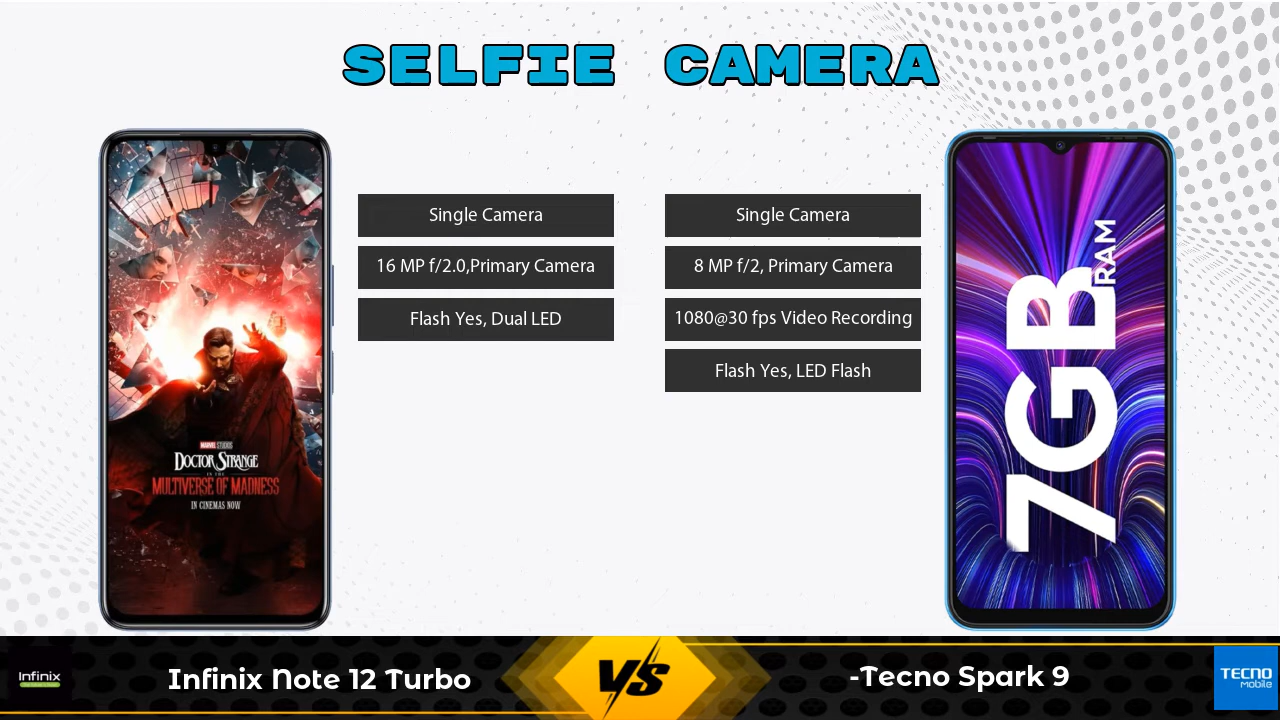 SELFIE CAMERA
Single Camera
16 MP f/2.0,Primary Camera
Flash Yes, Dual LED
Single Camera
8 MP f/2, Primary Camera
1080@30 fps Video Recording
Flash Yes, LED Flash
MARVEL STUDIOS
DOCTOR STRANGE
IN THE
MULTIVERSE OF MADNESS
IN CINEMAS NOW
7GB RAM
Infinix
Infinix Note 12 Turbo
VS
-Tecno Spark 9
TECNO
mobile